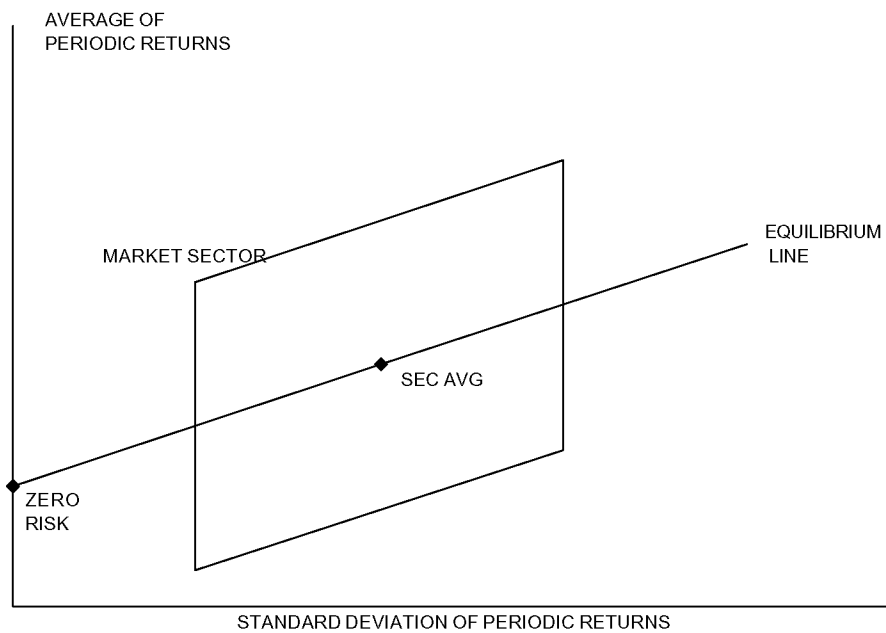 AVERAGE OF
PERIODIC RETURNS
EQUILIBRIUM
LINE
MARKET SECTOR
SEC AVG
ZERO
RISK
STANDARD DEVIATION OF PERIODIC RETURNS